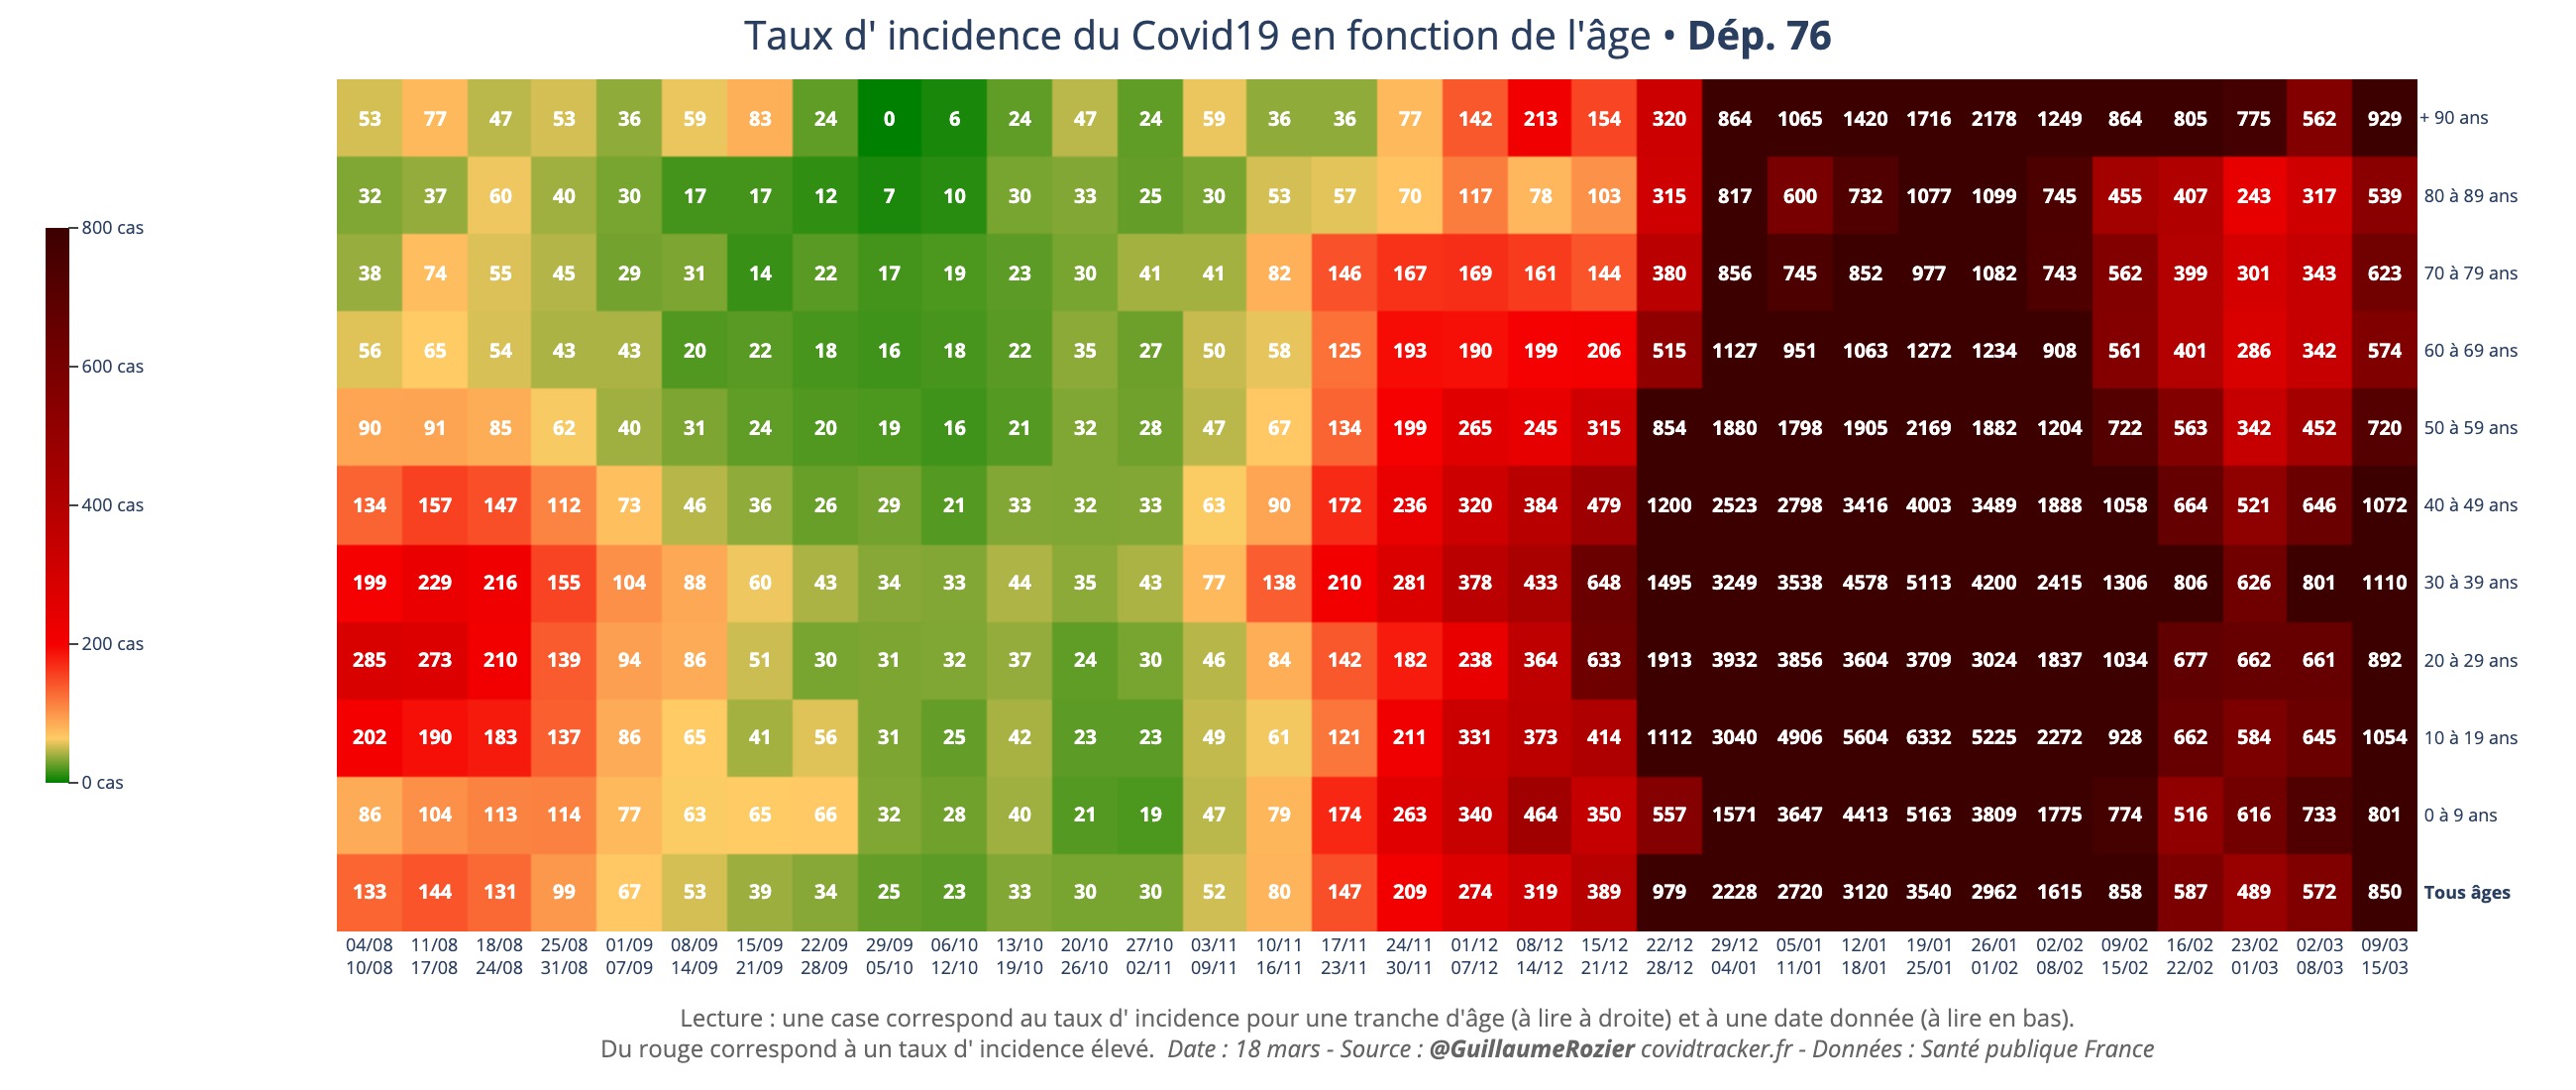 Taux d' incidence du Covid19 en fonction de l'âge • Dép. 76
800 cas
600 cas
400 cas
200 cas
0 cas
53 77 47 53 36 59 83 24 0 6 24 47 24 59 36 36 77 142 213 154 320 864 1065 1420 1716 2178 1249 864 805 775 562 929 + 90 ans
32 37 60 40 30 17 17 12 7 10 30 33 25 30 53 57 70 117 78 103 315 817 600 732 1077 1099 745 455 407 243 317 539 80 à 89 ans
38 74 55 45 29 31 14 22 17 19 23 30 41 41 82 146 167 169 161 144 380 856 745 852 977 1082 743 562 399 301 343 623 70 à 79 ans
56 65 54 43 43 20 22 18 16 18 22 35 27 50 58 125 193 190 199 206 515 1127 951 1063 1272 1234 908 561 401 286 342 574 60 à 69 ans
90 91 85 62 40 31 24 20 19 16 21 32 28 47 67 134 199 265 245 315 854 1880 1798 1905 2169 1882 1204 722 563 342 452 720 50 à 59 ans
134 157 147 112 73 46 36 26 29 21 33 32 33 63 90 172 236 320 384 479 1200 2523 2798 3416 4003 3489 1888 1058 664 521 646 1072 40 à 49 ans
199 229 216 155 104 88 60 43 34 33 44 35 43 77 138 210 281 378 433 648 1495 3249 3538 4578 5113 4200 2415 1306 806 626 801 1110 30 à 39 ans
285 273 210 139 94 86 51 30 31 32 37 24 30 46 84 142 182 238 364 633 1913 3932 3856 3604 3709 3024 1837 1034 677 662 661 892 20 à 29 ans
202 190 183 137 86 65 41 56 31 25 42 23 23 49 61 121 211 331 373 414 1112 3040 4906 5604 6332 5225 2272 928 662 584 645 1054 10 à 19 ans
86 104 113 114 77 63 65 66 32 28 40 21 19 47 79 174 263 340 464 350 557 1571 3647 4413 5163 3809 1775 774 516 616 733 801 0 à 9 ans
133 144 131 99 67 53 39 34 25 23 33 30 30 52 80 147 209 274 319 389 979 2228 2720 3120 3540 2962 1615 858 587 489 572 850 Tous âges
04/08 11/08 18/08 25/08 01/09 08/09 15/09 22/09 29/09 06/10 13/10 20/10 27/10 03/11 10/11 17/11 24/11 01/12 08/12 15/12 22/12 29/12 05/01 12/01 19/01 26/01 02/02 09/02 16/02 23/02 02/03 09/03
10/08 17/08 24/08 31/08 07/09 14/09 21/09 28/09 05/10 12/10 19/10 26/10 02/11 09/11 16/11 23/11 30/11 07/12 14/12 21/12 28/12 04/01 11/01 18/01 25/01 01/02 08/02 15/02 22/02 01/03 08/03 15/03
Lecture : une case correspond au taux d' incidence pour une tranche d'âge (à lire à droite) et à une date donnée (à lire en bas).
Du rouge correspond à un taux d' incidence élevé. Date : 18 mars - Source : @GuillaumeRozier covidtracker.fr - Données : Santé publique France